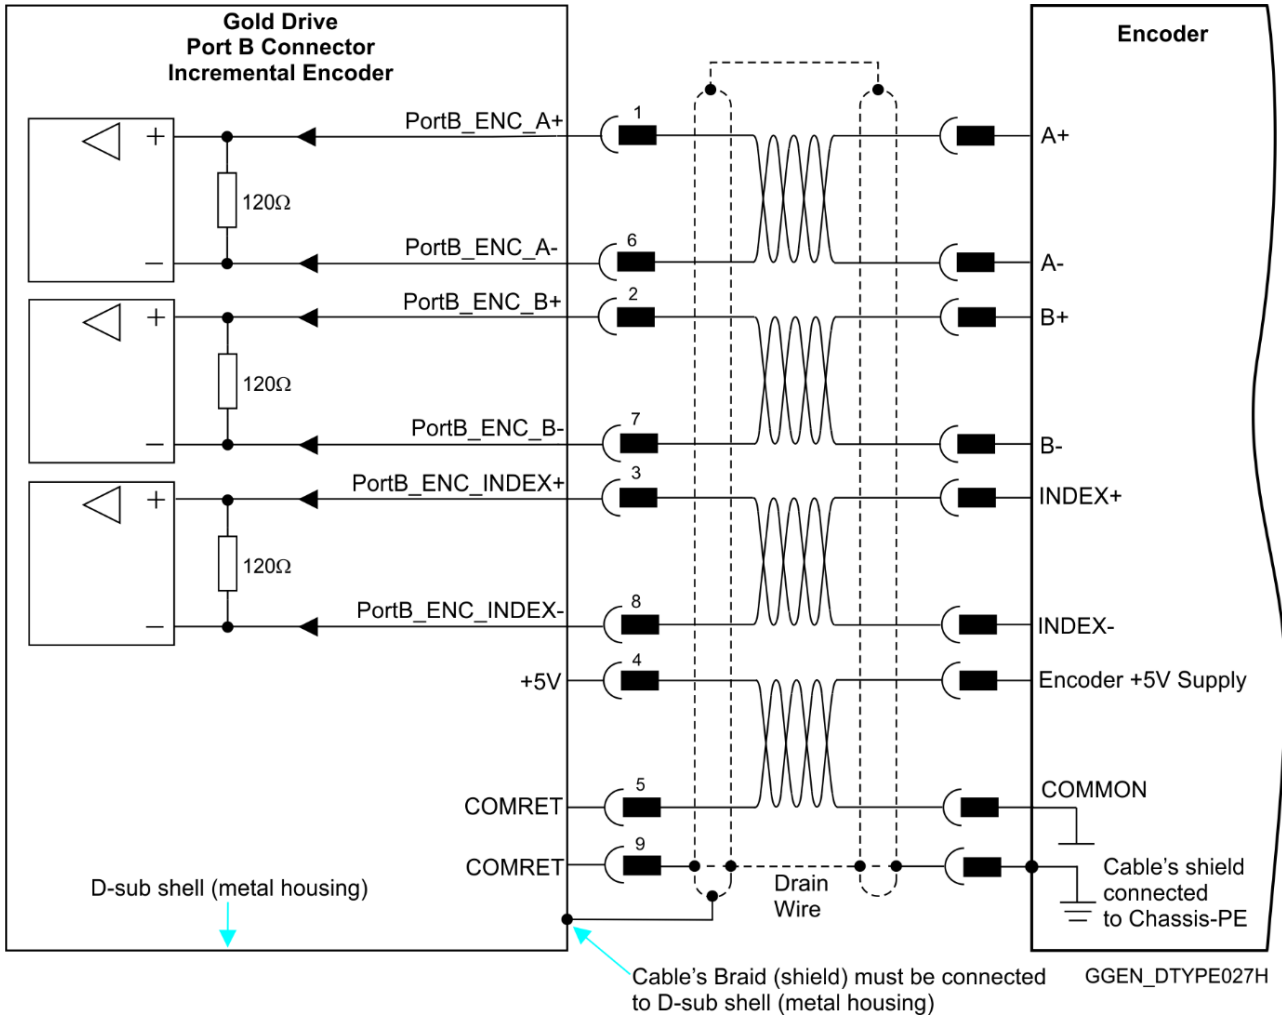 Gold Drive
Port B Connector
Incremental Encoder
Encoder
PortB_ENC_A+
1
A+
+
120Ω
PortB_ENC_A-
6
A-
−
PortB_ENC_B+
2
B+
+
120Ω
PortB_ENC_B-
7
B-
−
PortB_ENC_INDEX+
3
INDEX+
+
120Ω
PortB_ENC_INDEX-
8
INDEX-
−
+5V
4
Encoder +5V Supply
COMRET
5
COMMON
COMRET
9
Drain
Wire
Cable's shield
connected
to Chassis-PE
D-sub shell (metal housing)
Cable's Braid (shield) must be connected
to D-sub shell (metal housing)
GGEN_DTYPE027H